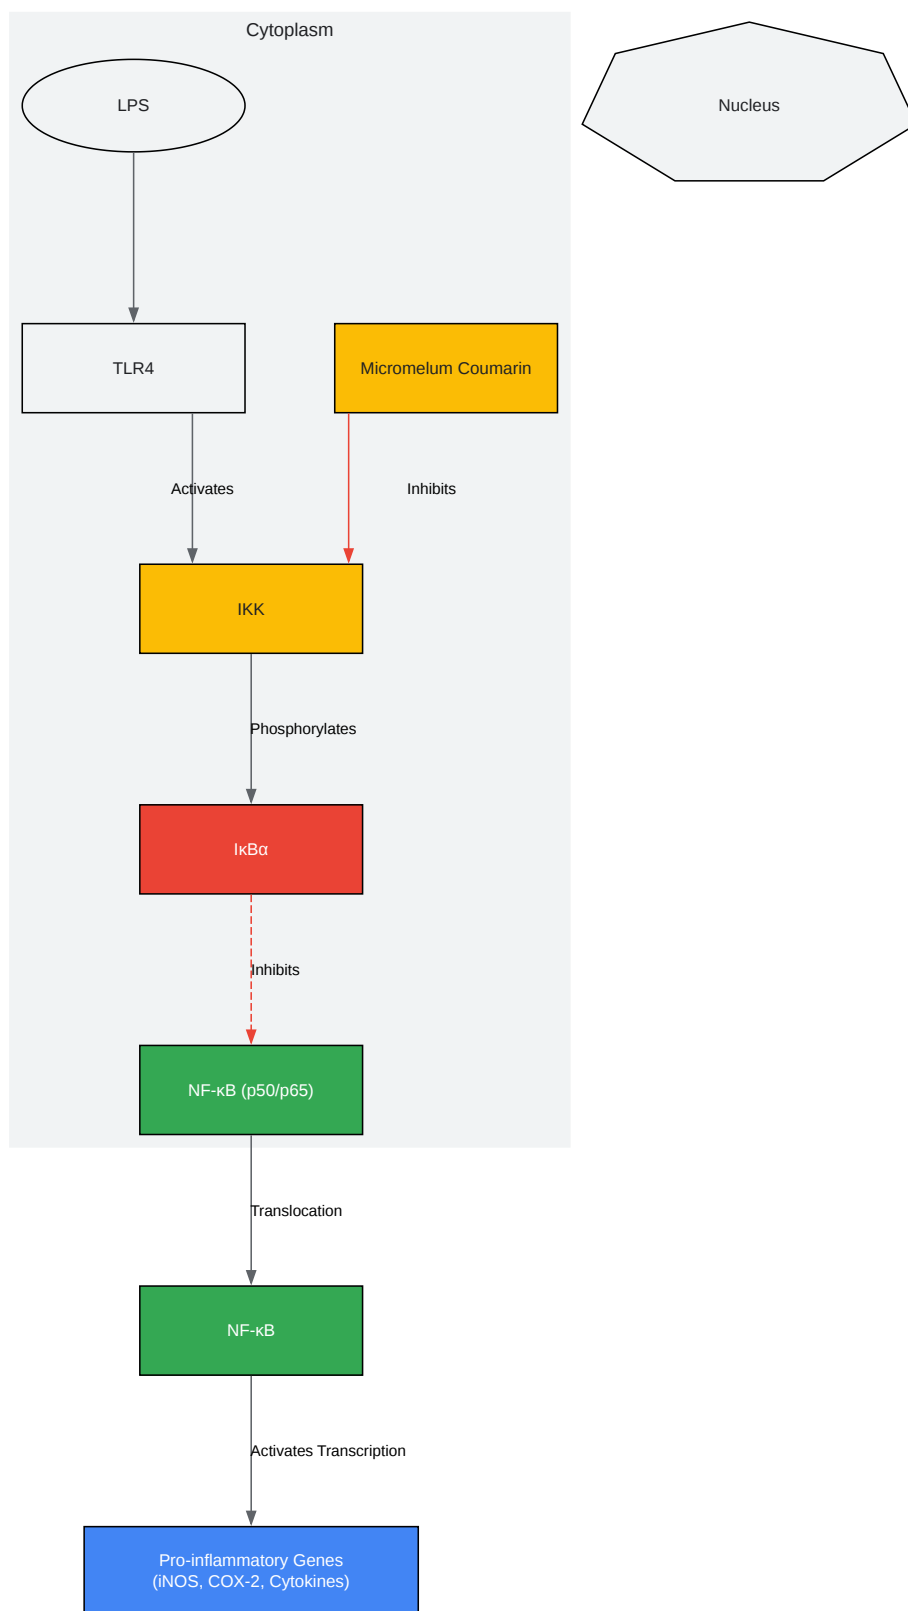 Cytoplasm
LPS
Nucleus
TLR4
Micromelum Coumarin
Activates
Inhibits
IKK
Phosphorylates
IκBα
Inhibits
NF-κB (p50/p65)
Translocation
NF-κB
Activates Transcription
Pro-inflammatory Genes
(iNOS, COX-2, Cytokines)